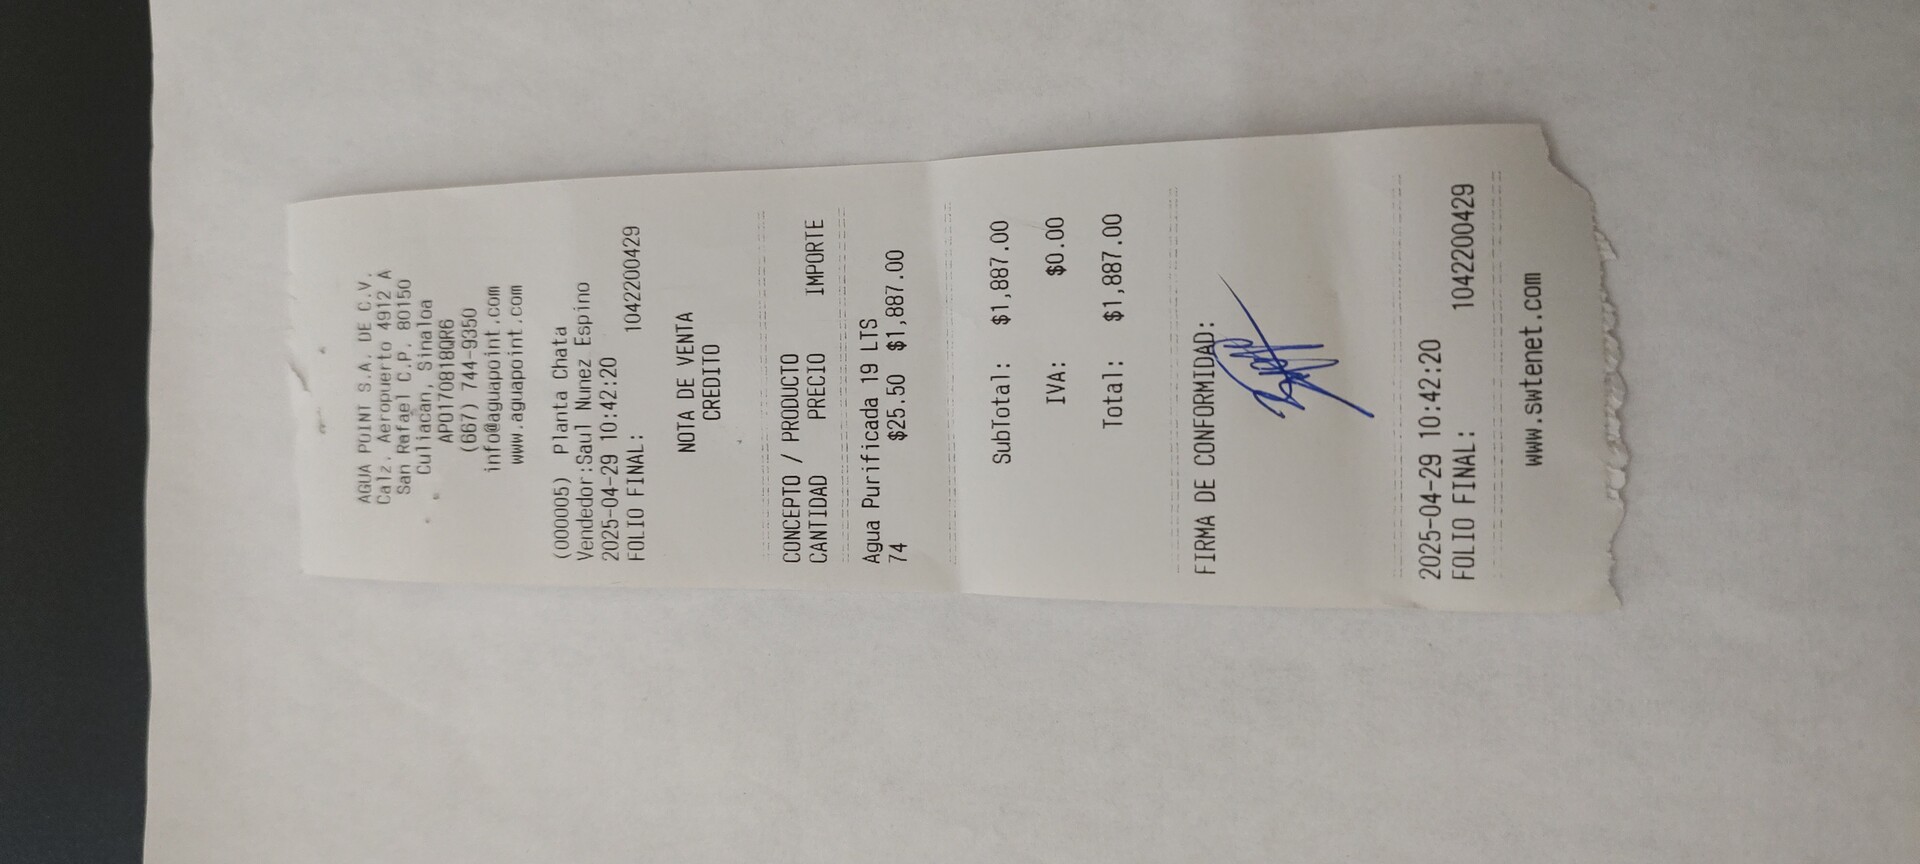 AGUA POINT S.A. DE C.V.
Calz. Aeropuerto 4912 A
San Rafael C.P. 80150
Culiacan, Sinaloa
APO170818QR6
(667) 744-9350
info@aguapoint.com
www.aguapoint.com
(000005) Planta Chata
Vendedor:Saul Nunez Espino
2025-04-29 10:42:20
FOLIO FINAL: 1042200429
NOTA DE VENTA
CREDITO
CONCEPTO / PRODUCTO
CANTIDAD PRECIO IMPORTE
Agua Purificada 19 LTS
74 $25.50 $1,887.00
SubTotal: $1,887.00
IVA: $0.00
Total: $1,887.00
FIRMA DE CONFORMIDAD:
2025-04-29 10:42:20
FOLIO FINAL: 1042200429
www.swtenet.com